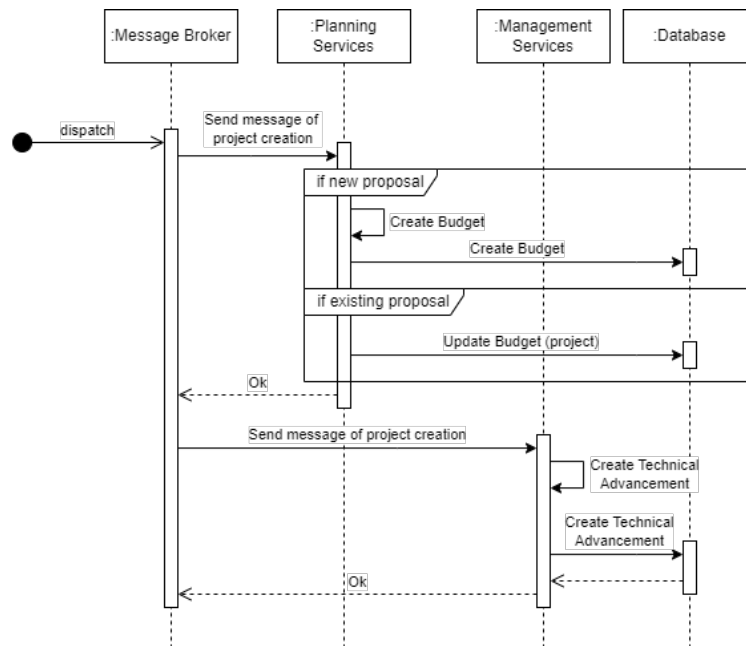 :Message Broker
:Planning
Services
:Management
Services
:Database
dispatch
Send message of
project creation
if new proposal
Create Budget
Create Budget
if existing proposal
Update Budget (project)
Ok
Send message of project creation
Create Technical
Advancement
Create Technical
Advancement
Ok